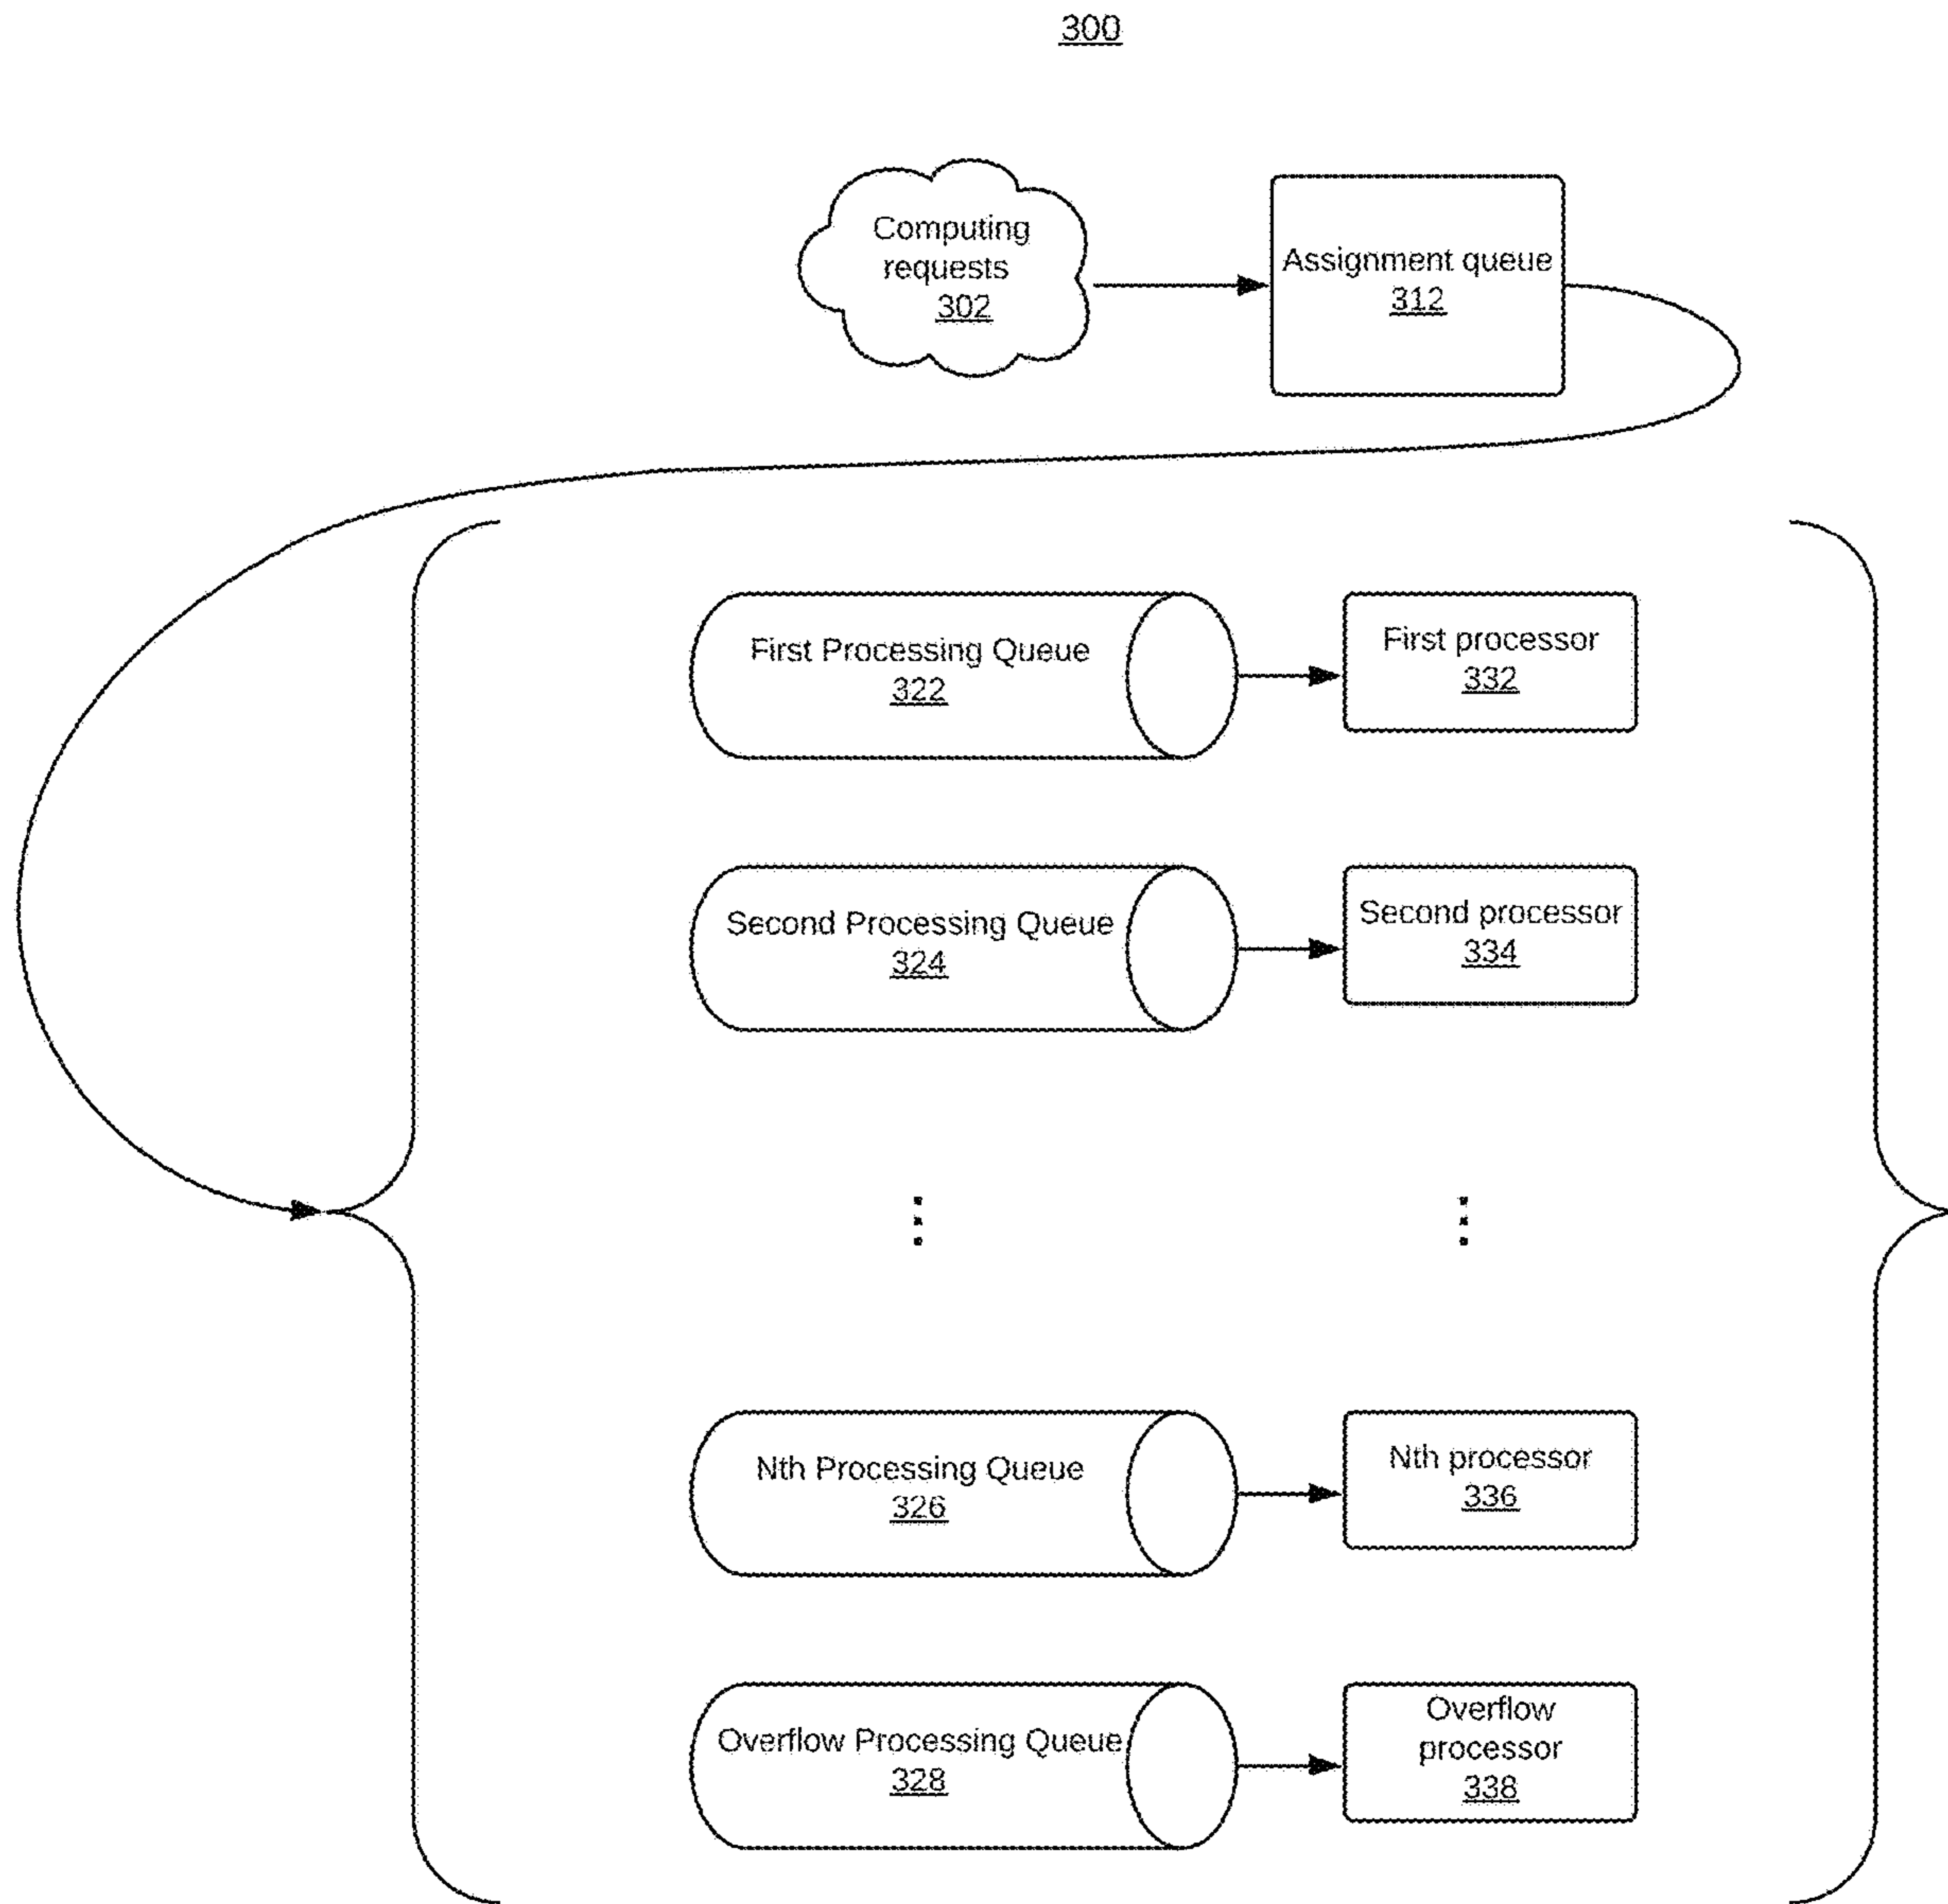 300
Computing
requests
302
Assignment queue
312
First Processing Queue
322
First processor
332
Second Processing Queue
324
Second processor
334
Nth Processing Queue
326
Nth processor
336
Overflow Processing Queue
328
Overflow
processor
338